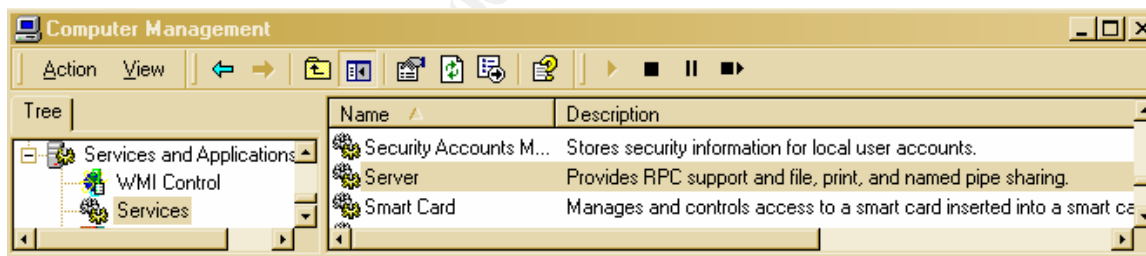 Computer Management
Action View
Tree
Name Description
Services and Applications
WMI Control
Services
Security Accounts M... Stores security information for local user accounts.
Server Provides RPC support and file, print, and named pipe sharing.
Smart Card Manages and controls access to a smart card inserted into a smart ca